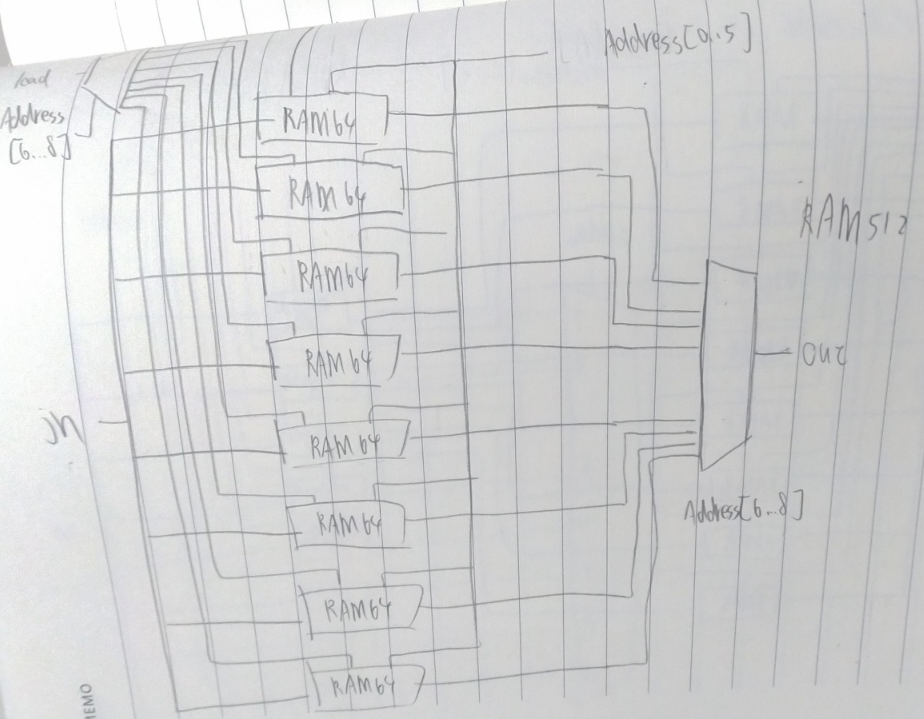 load
Address
[6...8]
Address[0..5]
RAM64
RAM64
RAM64
RAM64
RAM64
RAM64
RAM64
RAM64
RAM512
in
out
Address[6...8]
MEMO